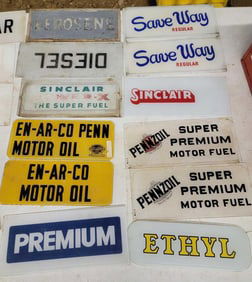 KEROSENE
DIESEL
SINCLAIR
THE SUPER FUEL
EN-AR-CO PENN
MOTOR OIL
EN-AR-CO
MOTOR OIL
PREMIUM
Save Way
REGULAR
Save Way
REGULAR
SINCLAIR
PENNZOIL
SUPER
PREMIUM
MOTOR FUEL
PENNZOIL
SUPER
PREMIUM
MOTOR FUEL
ETHYL